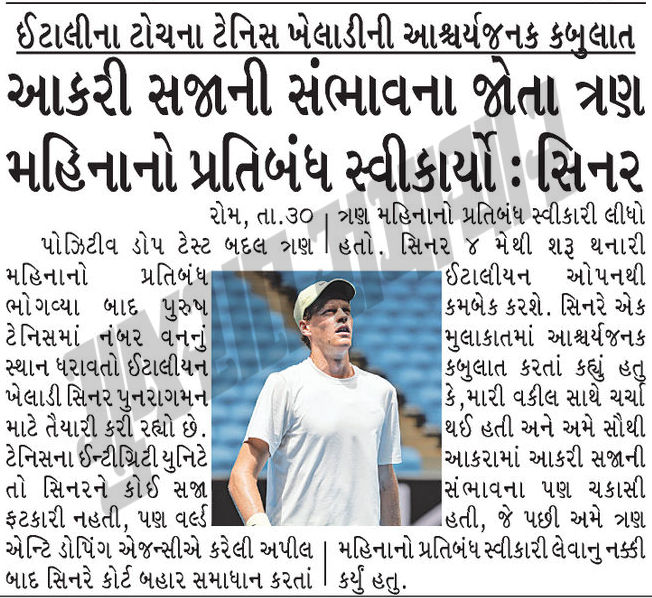 ઈટાલીના ટોચના ટેનિસ ખેલાડીની આશ્ચર્યજનક કબુલાત
આકરી સજાની સંભાવના જોતા ત્રણ
મહિનાનો પ્રતિબંધ સ્વીકાર્યો : સિનર
રોમ, તા.૩૦
પોઝિટીવ ડોપ ટેસ્ટ બદલ ત્રણ
મહિનાનો પ્રતિબંધ
ભોગવ્યા બાદ પુરુષ
ટેનિસમાં નબર વનનું
સ્થાન ધરાવતો ઈટાલીયન
ખેલાડી સિનર પુનરાગમન
માટે તૈયારી કરી રહ્યો છે.
ટેનિસના ઈન્ટીગ્રિટી યુનિટે
તો સિનરને કોઈ સજા
ફટકારી નહતી, પણ વર્લ્ડ
એન્ટિ ડોપિંગ એજન્સીએ કરેલી અપીલ
બાદ સિનરે કોર્ટ બહાર સમાધાન કરતાં
ત્રણ મહિનાનો પ્રતિબંધ સ્વીકારી લીધો
હતો. સિનર ૪ મેથી શરૂ થનારી
ઈટાલીયન ઓપનથી
કમબેક કરશે. સિનરે એક
મુલાકાતમાં આશ્ચર્યજનક
કબુલાત કરતાં કહ્યું હતુ
કે,મારી વકીલ સાથે ચર્ચા
થઈ હતી અને અમે સૌથી
આકરામાં આકરી સજાની
સંભાવના પણ ચકાસી
હતી, જે પછી અમે ત્રણ
મહિનાનો પ્રતિબંધ સ્વીકારી લેવાનુ નક્કી
કર્યું હતુ.